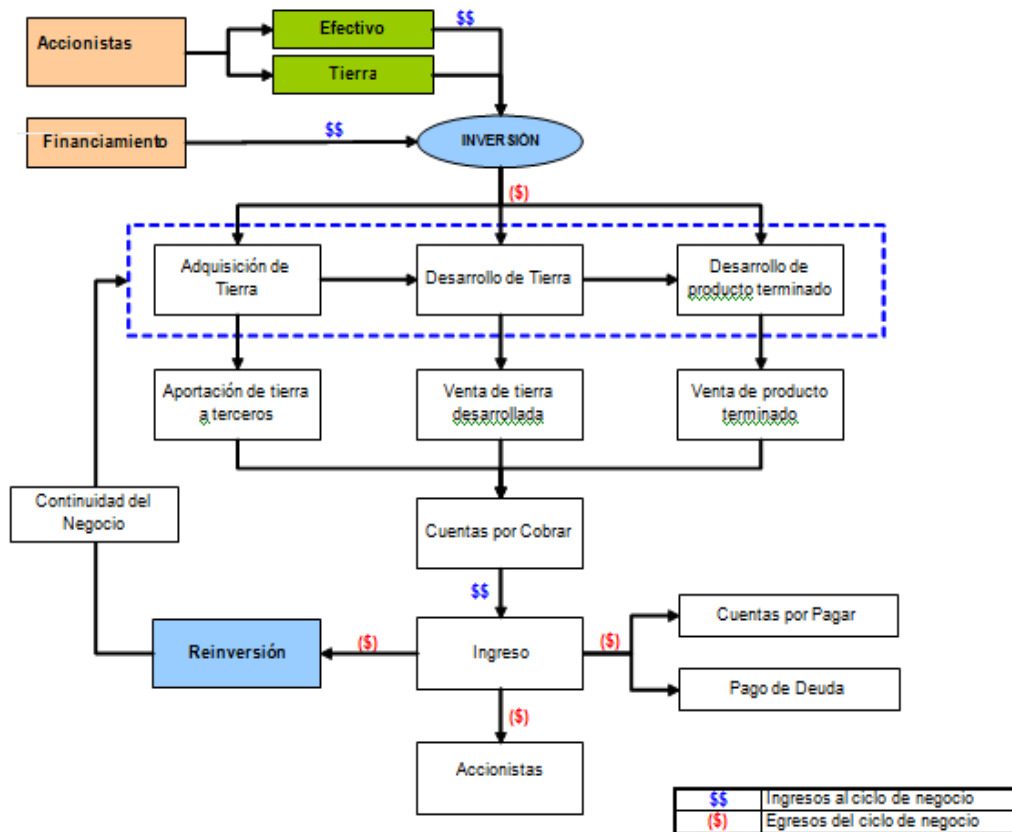 Accionistas
Efectivo
$$
Tierra
Financiamiento
$$
INVERSIÓN
($)
Adquisición de
Tierra
Desarrollo de Tierra
Desarrollo de
producto terminado
Aportación de tierra
a terceros
Venta de tierra
desarrollada
Venta de producto
terminado
Continuidad del
Negocio
Cuentas por Cobrar
$$
Reinversión
($)
Ingreso
($)
Cuentas por Pagar
Pago de Deuda
($)
Accionistas
$$ Ingresos al ciclo de negocio
($) Egresos del ciclo de negocio